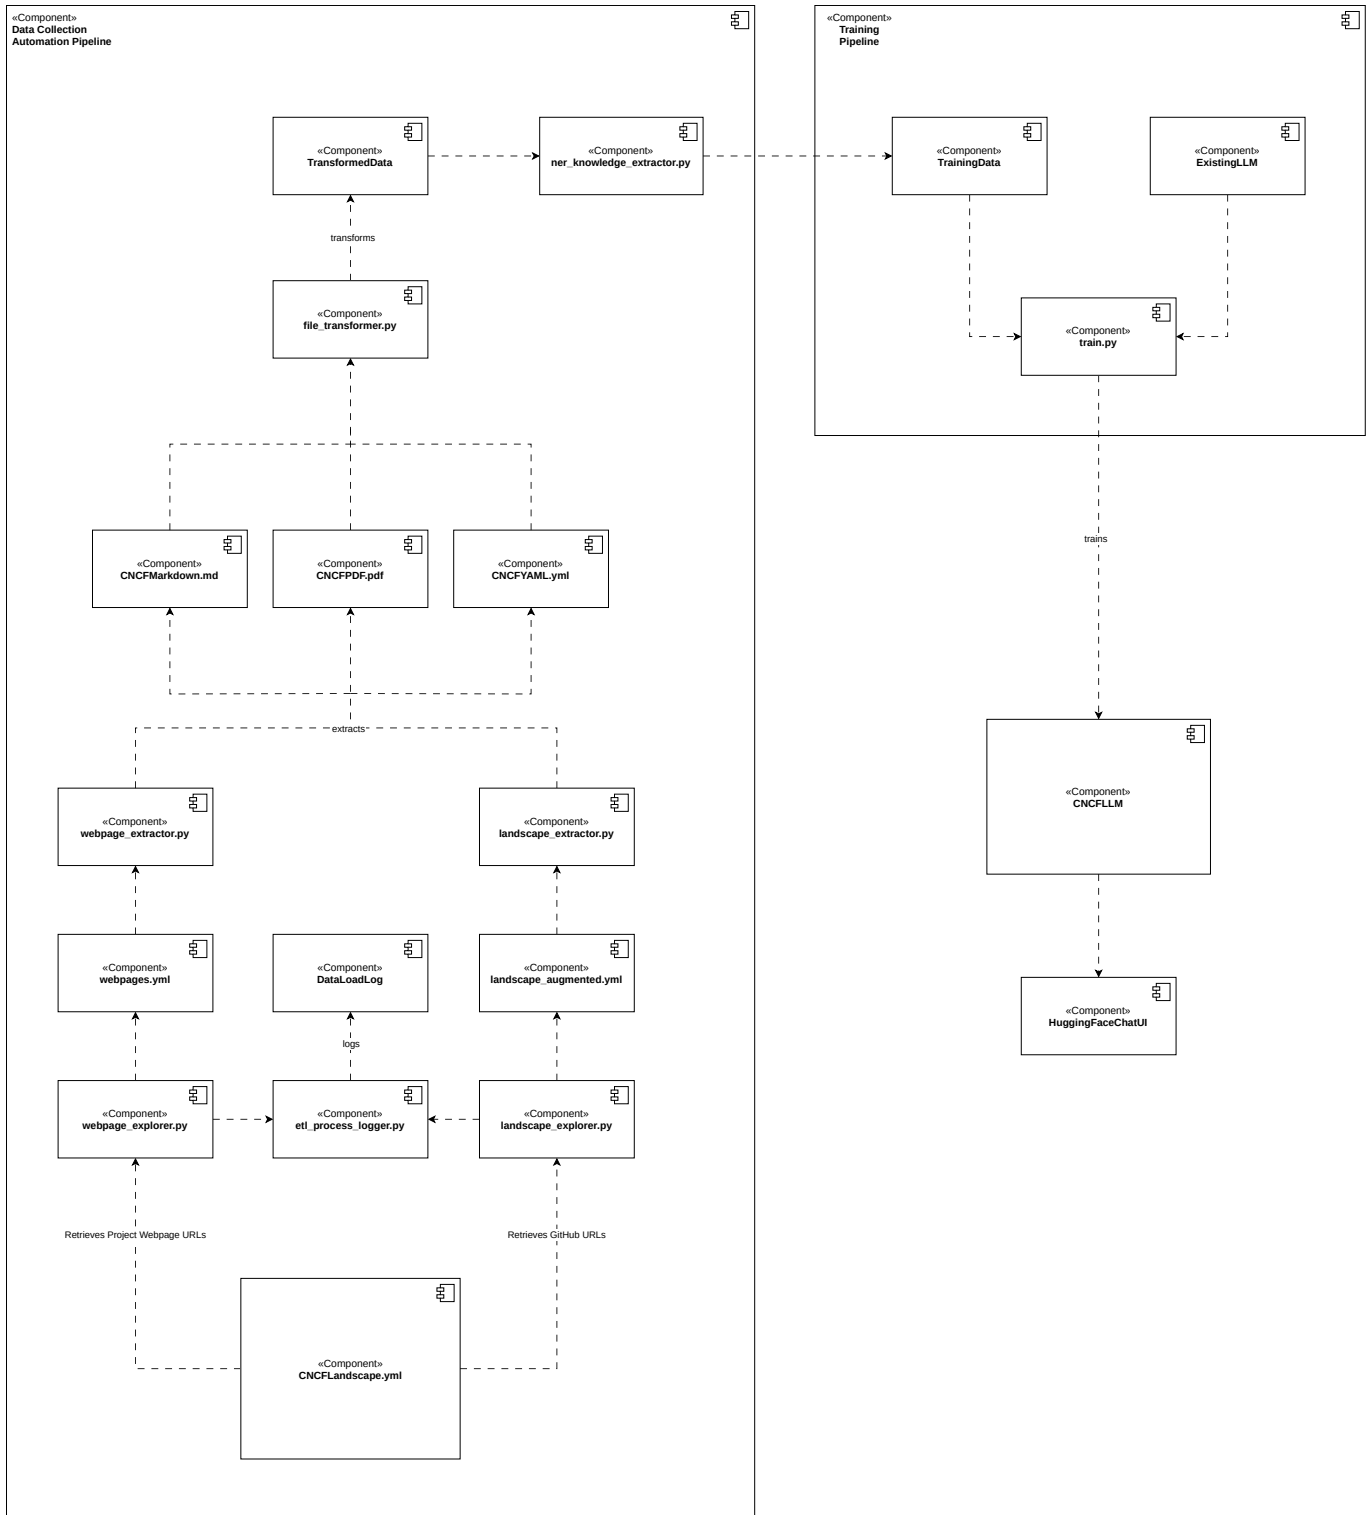 «Component»
Data Collection
Automation Pipeline
«Component»
TransformedData
«Component»
ner_knowledge_extractor.py
transforms
«Component»
file_transformer.py
«Component»
CNCFMarkdown.md
«Component»
CNCFPDF.pdf
«Component»
CNCFYAML.yml
extracts
«Component»
webpage_extractor.py
«Component»
landscape_extractor.py
«Component»
webpages.yml
«Component»
DataLoadLog
«Component»
landscape_augmented.yml
logs
«Component»
webpage_explorer.py
«Component»
etl_process_logger.py
«Component»
landscape_explorer.py
Retrieves Project Webpage URLs
Retrieves GitHub URLs
«Component»
CNCFLandscape.yml
«Component»
Training
Pipeline
«Component»
TrainingData
«Component»
ExistingLLM
«Component»
train.py
trains
«Component»
CNCFLLM
«Component»
HuggingFaceChatUI